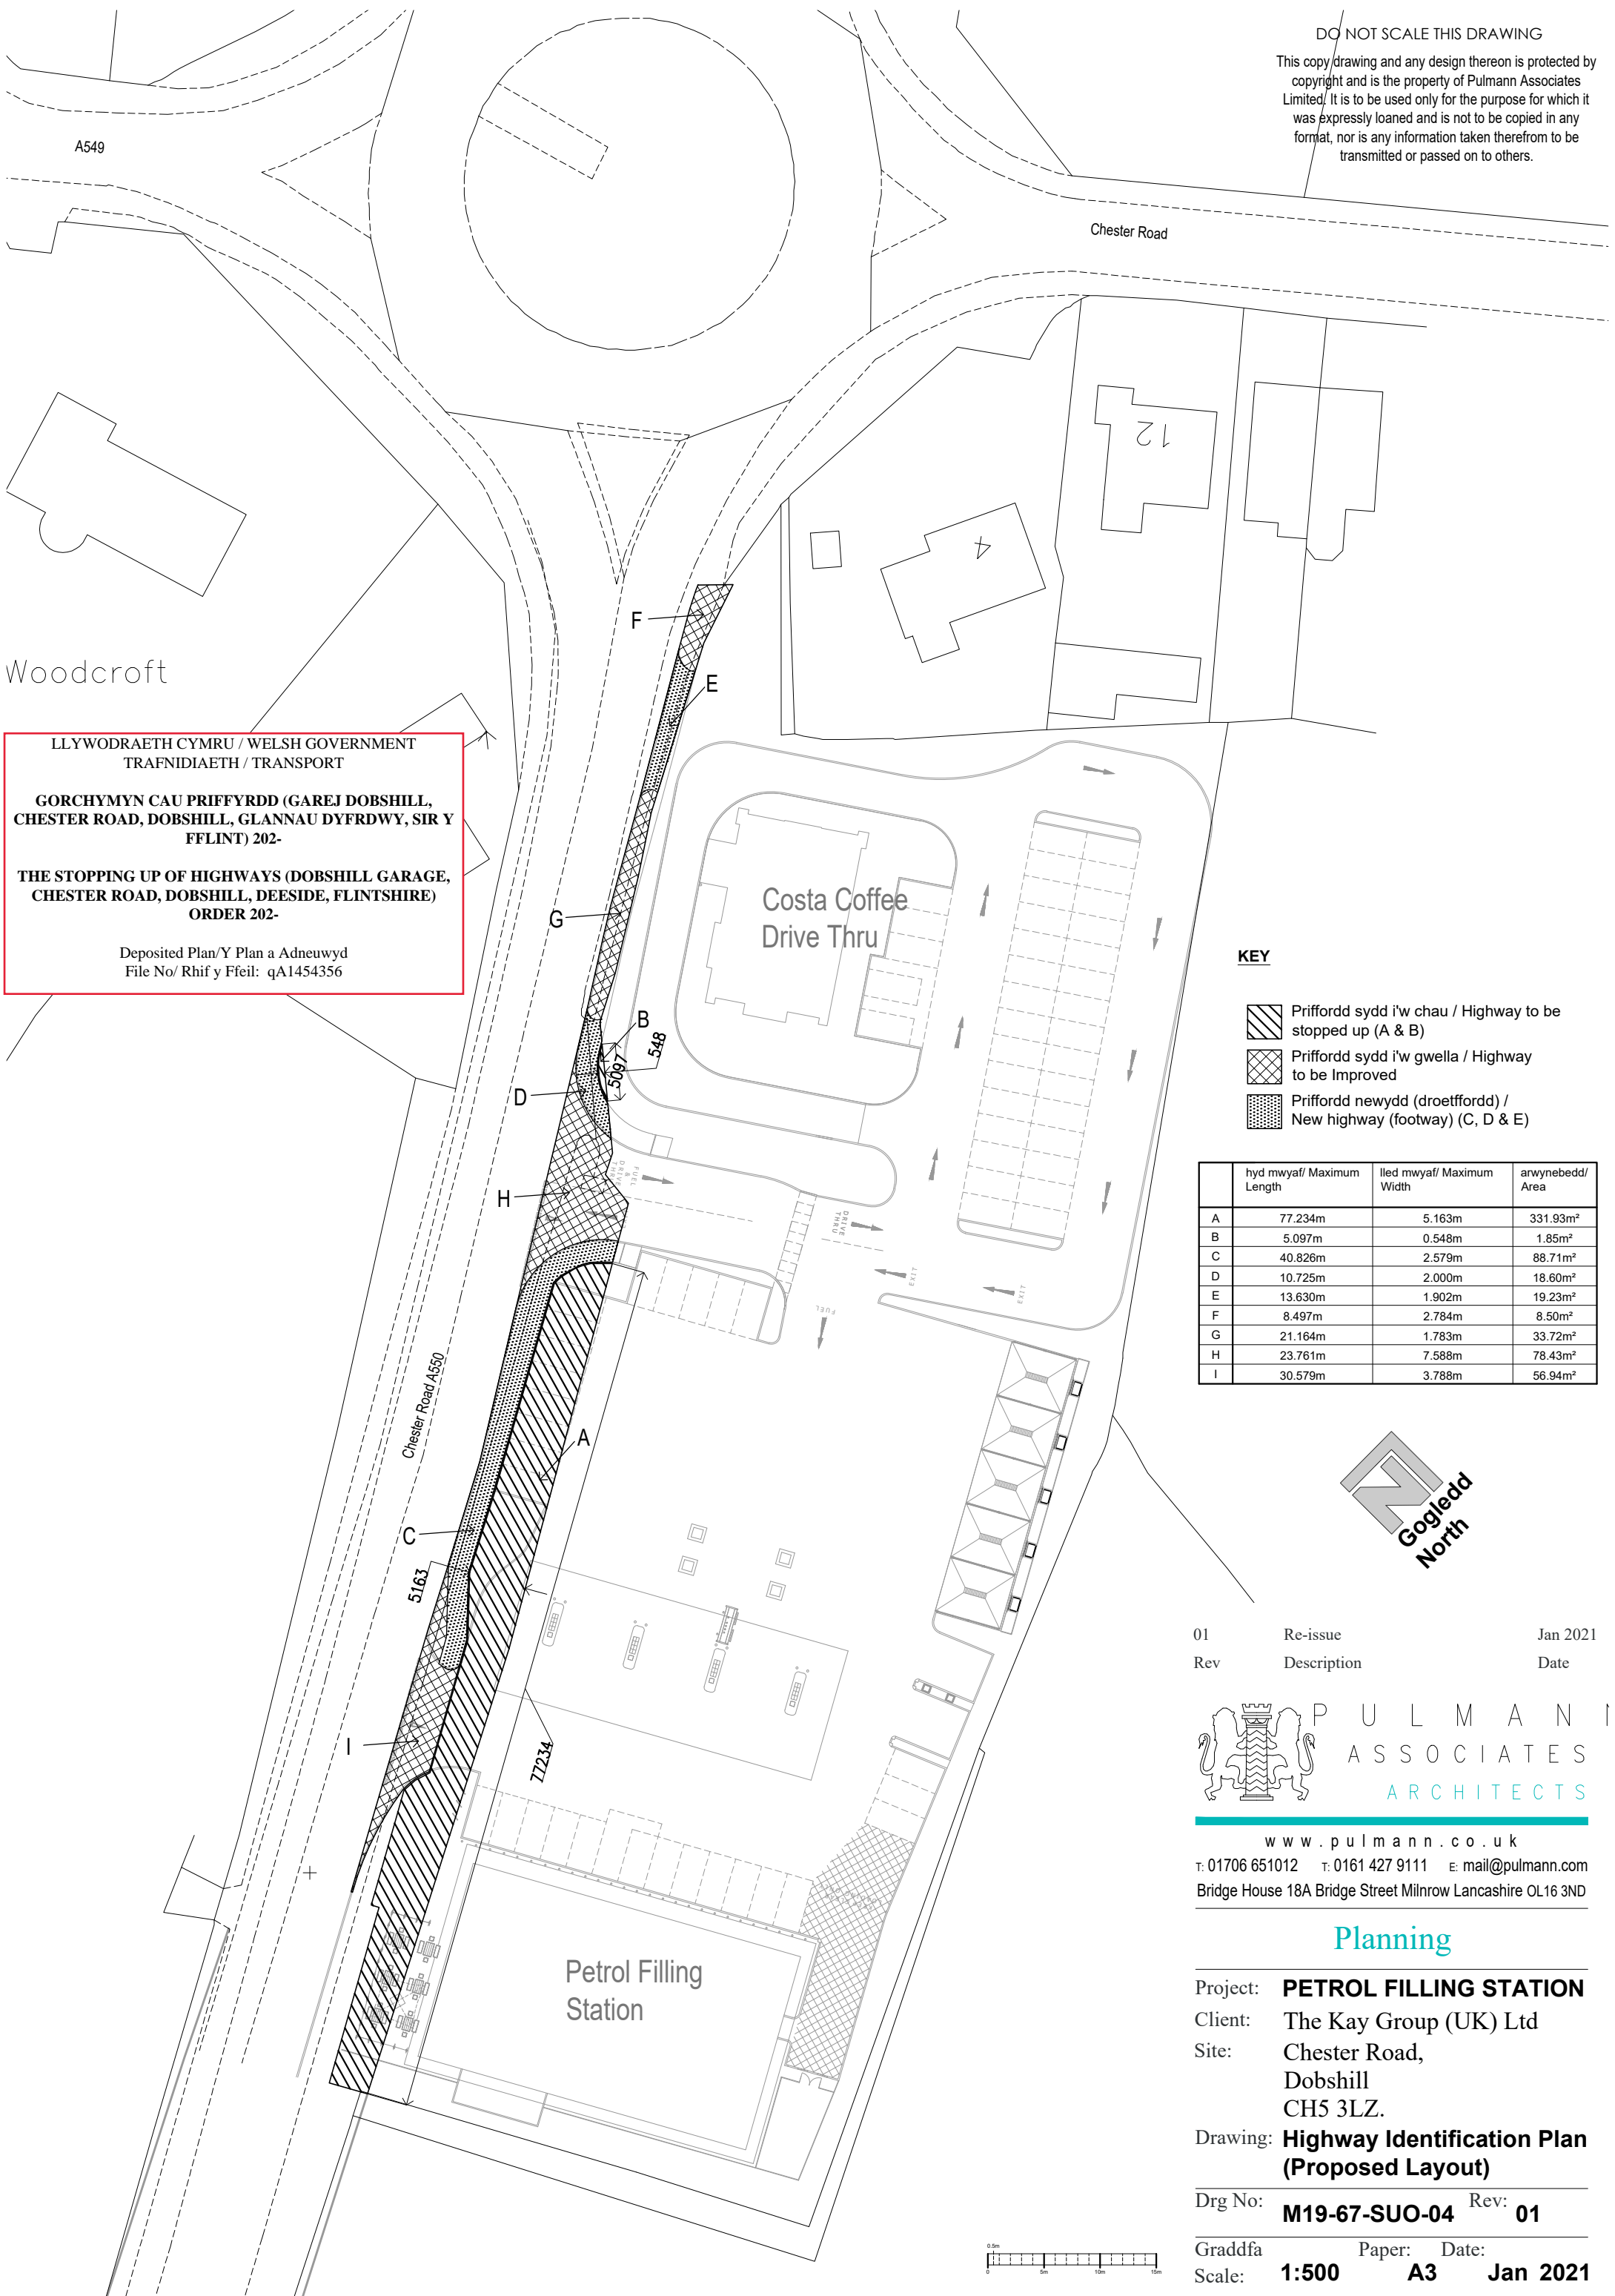 DO NOT SCALE THIS DRAWING
This copy drawing and any design thereon is protected by
copyright and is the property of Pulmann Associates
Limited. It is to be used only for the purpose for which it
was expressly loaned and is not to be copied in any
format, nor is any information taken therefrom to be
transmitted or passed on to others.
A549
Chester Road
12
4
F
E
Woodcroft
LLYWODRAETH CYMRU / WELSH GOVERNMENT
TRAFNIDIAETH / TRANSPORT
GORCHYMYN CAU PRIFFYRDD (GAREJ DOBSHILL,
CHESTER ROAD, DOBSHILL, GLANNAU DYFRDWY, SIR Y
FFLINT) 202-
THE STOPPING UP OF HIGHWAYS (DOBSHILL GARAGE,
CHESTER ROAD, DOBSHILL, DEESIDE, FLINTSHIRE)
ORDER 202-
Deposited Plan/Y Plan a Adneuwyd
File No/ Rhif y Ffeil: qA1454356
Costa Coffee
Drive Thru
G
B
548
5097
D
H
FUEL
&
DRIVE
THRU
DRIVE
THRU
EXIT
EXIT
FUEL
Chester Road A550
A
C
5163
I
77234
Petrol Filling
Station
KEY
Priffordd sydd i'w chau / Highway to be
stopped up (A & B)
Priffordd sydd i'w gwella / Highway
to be Improved
Priffordd newydd (droetffordd) /
New highway (footway) (C, D & E)
hyd mwyaf/ Maximum Length lled mwyaf/ Maximum Width arwynebedd/ Area
A 77.234m 5.163m 331.93m²
B 5.097m 0.548m 1.85m²
C 40.826m 2.579m 88.71m²
D 10.725m 2.000m 18.60m²
E 13.630m 1.902m 19.23m²
F 8.497m 2.784m 8.50m²
G 21.164m 1.783m 33.72m²
H 23.761m 7.588m 78.43m²
I 30.579m 3.788m 56.94m²
N
Gogledd
North
01 Re-issue Jan 2021
Rev Description Date
PULMANN
ASSOCIATES
ARCHITECTS
www.pulmann.co.uk
T: 01706 651012 T: 0161 427 9111 E: mail@pulmann.com
Bridge House 18A Bridge Street Milnrow Lancashire OL16 3ND
Planning
Project: PETROL FILLING STATION
Client: The Kay Group (UK) Ltd
Site: Chester Road,
Dobshill
CH5 3LZ.
Drawing: Highway Identification Plan
(Proposed Layout)
Drg No: M19-67-SUO-04 Rev: 01
Graddfa Paper: Date:
Scale: 1:500 A3 Jan 2021
0.5m
0 5m 10m 15m